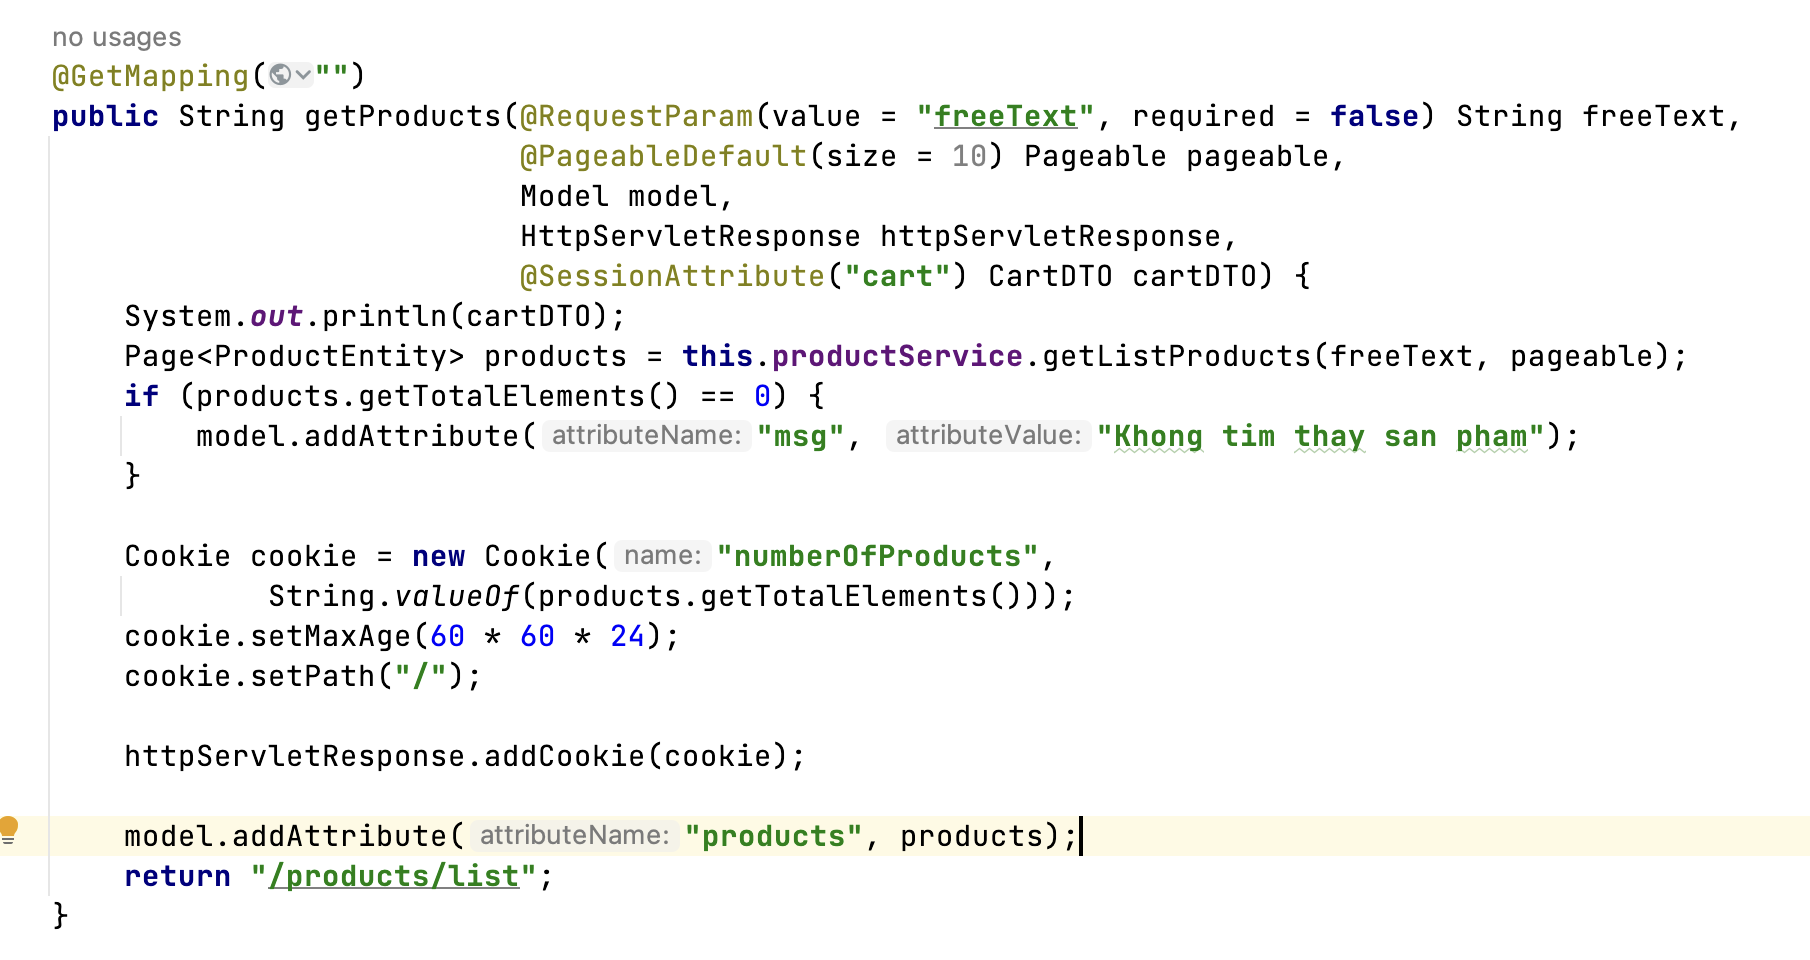 no usages
@GetMapping("")
public String getProducts(@RequestParam(value = "freeText", required = false) String freeText,
@PageableDefault(size = 10) Pageable pageable,
Model model,
HttpServletResponse httpServletResponse,
@SessionAttribute("cart") CartDTO cartDTO) {
System.out.println(cartDTO);
Page<ProductEntity> products = this.productService.getListProducts(freeText, pageable);
if (products.getTotalElements() == 0) {
model.addAttribute( attributeName: "msg", attributeValue: "Khong tim thay san pham");
}
Cookie cookie = new Cookie( name: "numberOfProducts",
String.valueOf(products.getTotalElements()));
cookie.setMaxAge(60 * 60 * 24);
cookie.setPath("/");
httpServletResponse.addCookie(cookie);
model.addAttribute( attributeName: "products", products);
return "/products/list";
}